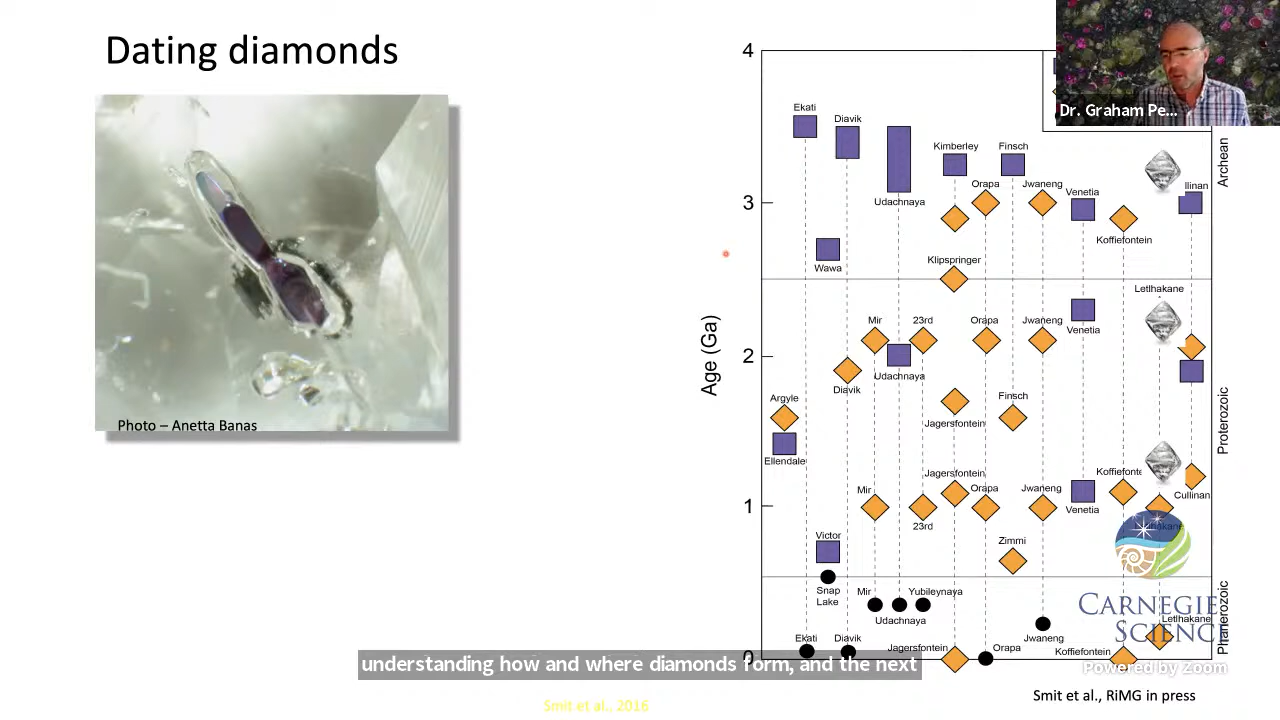 Dating diamonds
Dr. Graham Pe...
Photo – Anetta Banas
Age (Ga)
4
3
2
1
0
Ekati
Diavik
Udachnaya
Kimberley
Finsch
Orapa
Jwaneng
Venetia
Koffiefontein
llinan
Wawa
Klipspringer
Letlhakane
Mir
23rd
Orapa
Jwaneng
Venetia
Udachnaya
Diavik
Argyle
Jagersfontein
Finsch
Ellendale
Jagersfontein
Koffiefonte
Mir
Orapa
Jwaneng
Venetia
Cullinan
23rd
Victor
Zimmi
Snap
Lake
Mir
Yubileynaya
Udachnaya
Letlhakane
Ekati
Diavik
Jagersfontein
Orapa
Jwaneng
Koffiefontein
Archean
Proterozoic
Phanerozoic
CARNEGIE
SCIENCE
Powered by Zoom
understanding how and where diamonds form, and the next
Smit et al., RiMG in press
Smit et al., 2016